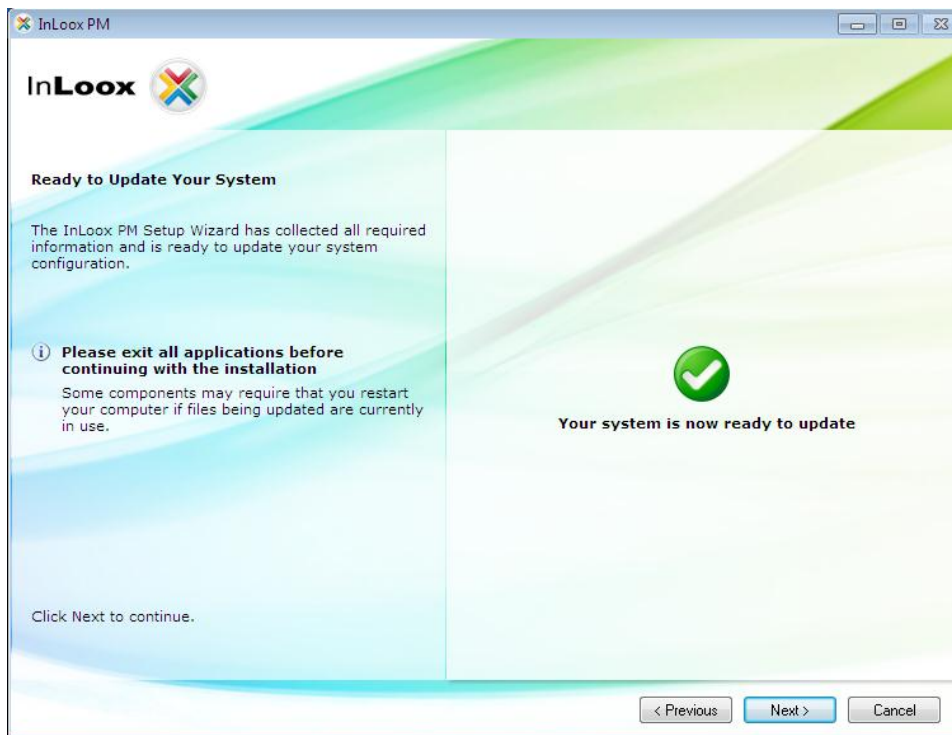 InLoox PM
InLoox
Ready to Update Your System
The InLoox PM Setup Wizard has collected all required
information and is ready to update your system
configuration.
Please exit all applications before
continuing with the installation
Some components may require that you restart
your computer if files being updated are currently
in use.
Your system is now ready to update
Click Next to continue.
< Previous
Next >
Cancel